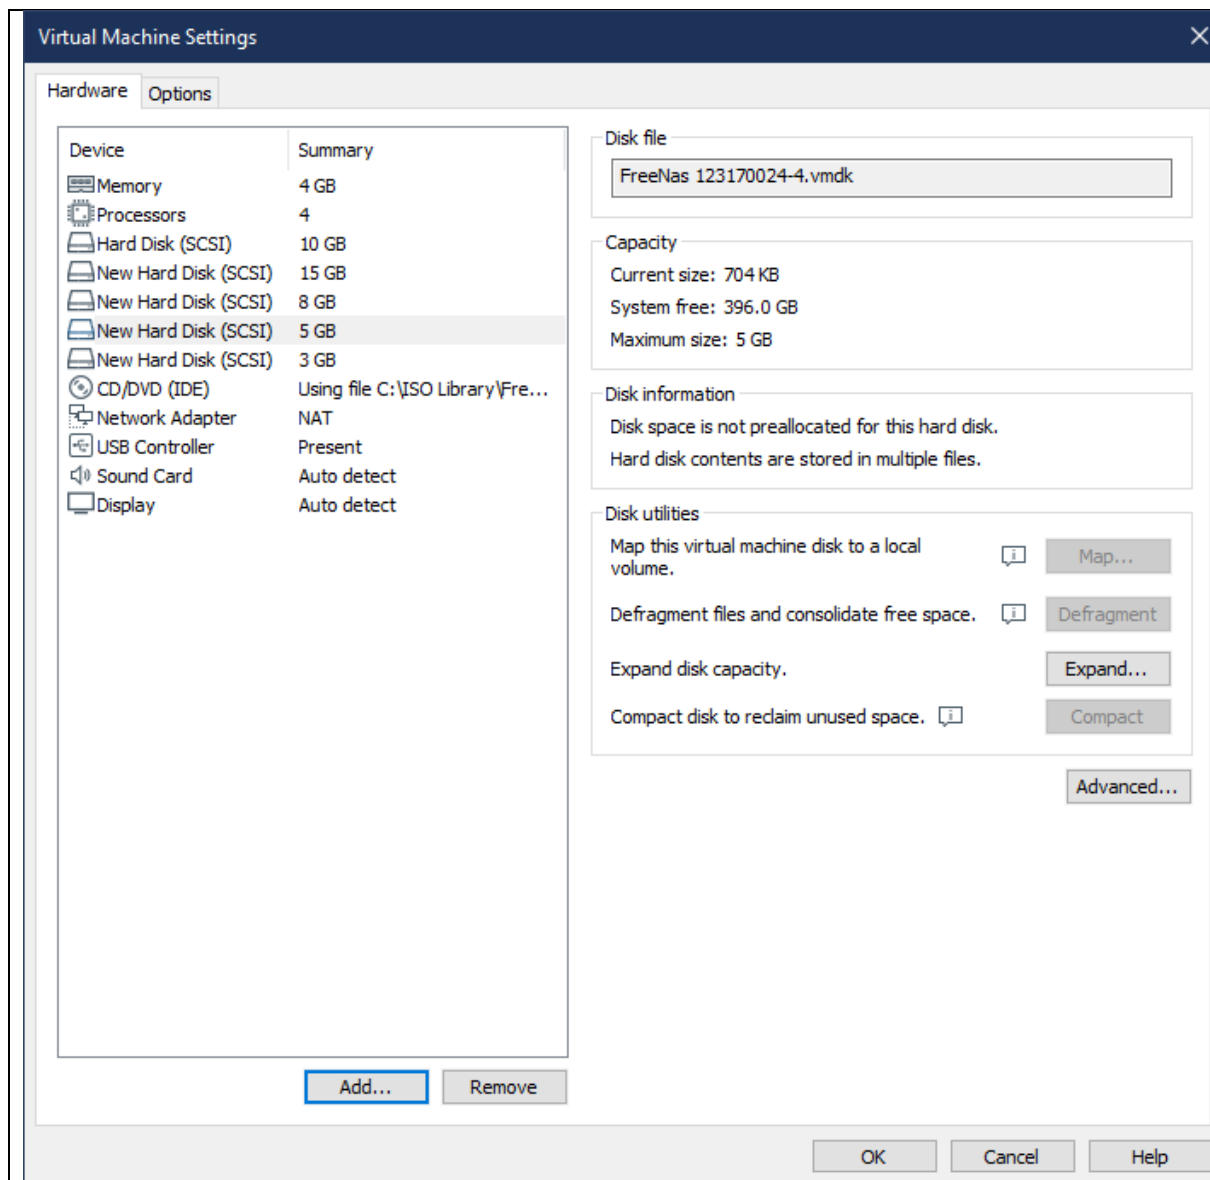 Virtual Machine Settings
Hardware
Options
Device Summary
Memory 4 GB
Processors 4
Hard Disk (SCSI) 10 GB
New Hard Disk (SCSI) 15 GB
New Hard Disk (SCSI) 8 GB
New Hard Disk (SCSI) 5 GB
New Hard Disk (SCSI) 3 GB
CD/DVD (IDE) Using file C:\ISO Library\Fre...
Network Adapter NAT
USB Controller Present
Sound Card Auto detect
Display Auto detect
Add...
Remove
Disk file
FreeNas 123170024-4.vmdk
Capacity
Current size: 704 KB
System free: 396.0 GB
Maximum size: 5 GB
Disk information
Disk space is not preallocated for this hard disk.
Hard disk contents are stored in multiple files.
Disk utilities
Map this virtual machine disk to a local
volume.
Map...
Defragment files and consolidate free space.
Defragment
Expand disk capacity.
Expand...
Compact disk to reclaim unused space.
Compact
Advanced...
OK
Cancel
Help